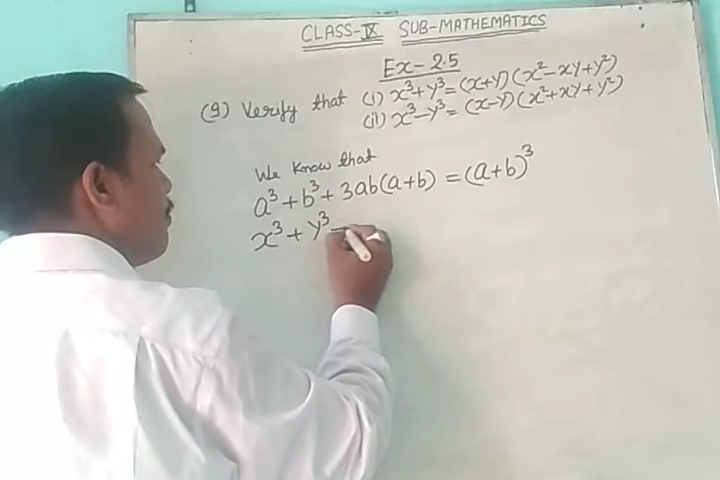 CLASS-IX SUB-MATHEMATICS
Ex-2.5
(9) Verify that (i) x³+y³=(x+y)(x²-xy+y²)
(ii) x³-y³=(x-y)(x²+xy+y²)
We know that
a³+b³+3ab(a+b)=(a+b)³
x³+y³